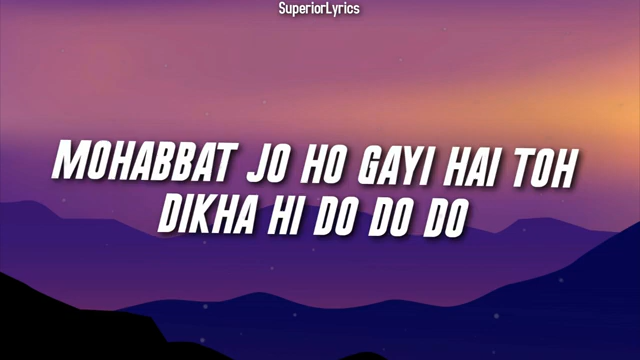 SuperiorLyrics
MOHABBAT JO HO GAYI HAI TOH
DIKHA HI DO DO DO